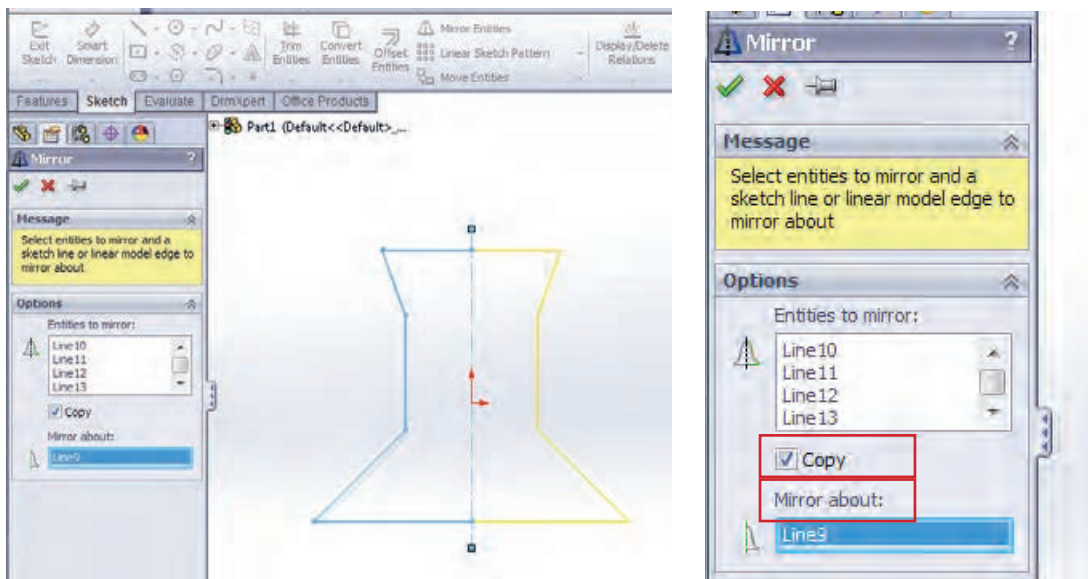 Mirror Entities
Exit Sketch
Smart Dimension
Trim Entities
Convert Entities
Offset Entities
Linear Sketch Pattern
Display/Delete Relations
Move Entities
Features Sketch Evaluate DimXpert Office Products
Part1 (Default<<Default>_...
Mirror ?
Message
Select entities to mirror and a
sketch line or linear model edge to
mirror about
Options
Entities to mirror:
Line10
Line11
Line12
Line13
Copy
Mirror about:
Line9
Mirror ?
Message
Select entities to mirror and a
sketch line or linear model edge to
mirror about
Options
Entities to mirror:
Line10
Line11
Line12
Line13
Copy
Mirror about:
Line9